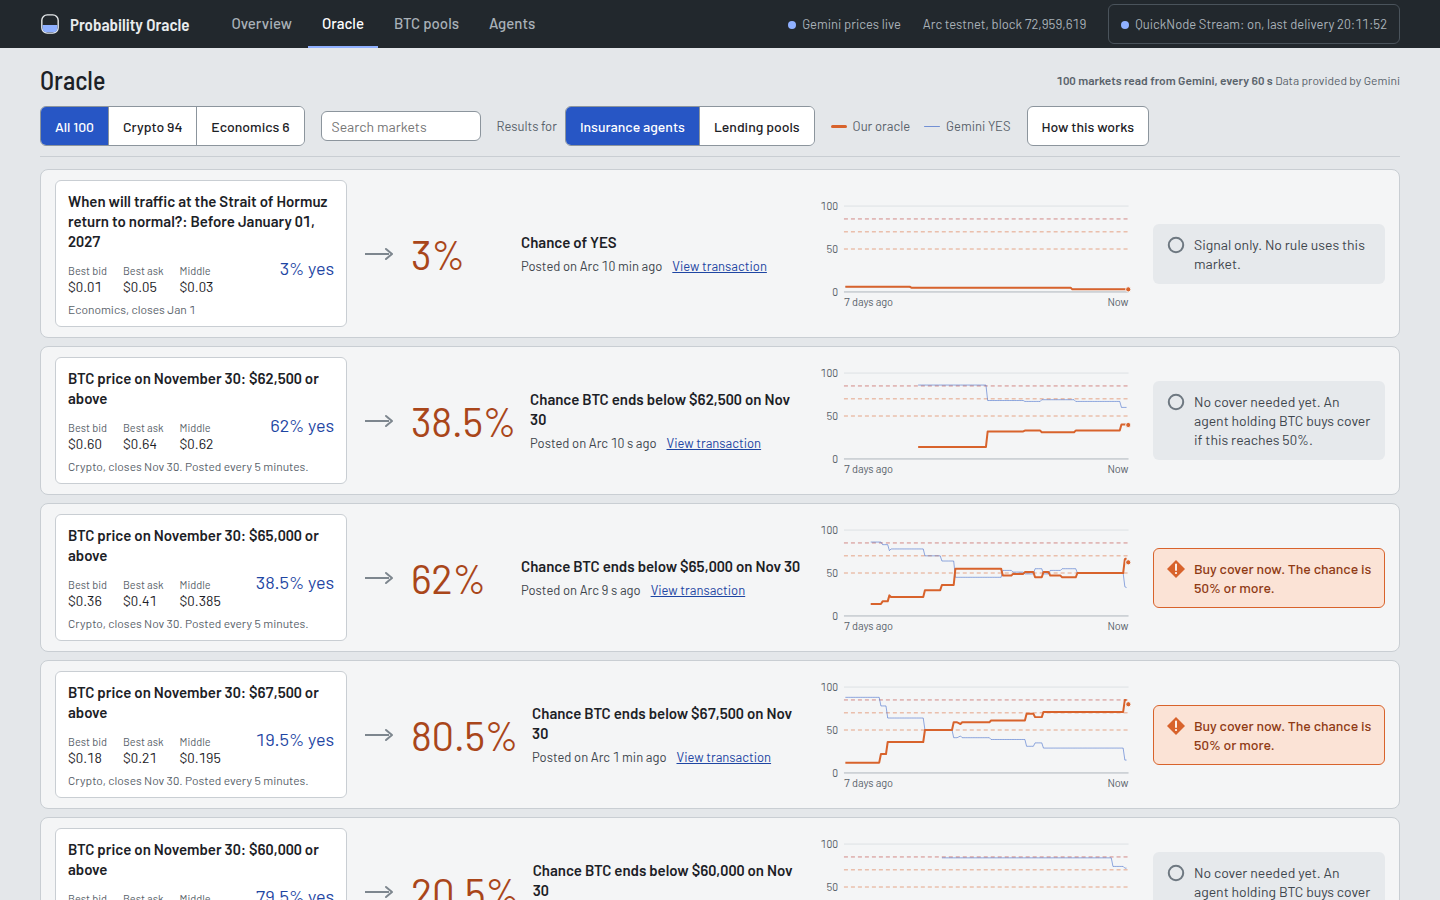 Probability Oracle
Overview
Oracle
BTC pools
Agents
Gemini prices live
Arc testnet, block 72,959,619
QuickNode Stream: on, last delivery 20:11:52
Oracle
100 markets read from Gemini, every 60 s Data provided by Gemini
All 100
Crypto 94
Economics 6
Search markets
Results for
Insurance agents
Lending pools
Our oracle
Gemini YES
How this works
When will traffic at the Strait of Hormuz
return to normal?: Before January 01,
2027
Best bid
Best ask
Middle
$0.01
$0.05
$0.03
3% yes
Economics, closes Jan 1
3%
Chance of YES
Posted on Arc 10 min ago
View transaction
100
50
0
7 days ago
Now
Signal only. No rule uses this
market.
BTC price on November 30: $62,500 or
above
Best bid
Best ask
Middle
$0.60
$0.64
$0.62
62% yes
Crypto, closes Nov 30. Posted every 5 minutes.
38.5%
Chance BTC ends below $62,500 on Nov
30
Posted on Arc 10 s ago
View transaction
100
50
0
7 days ago
Now
No cover needed yet. An
agent holding BTC buys cover
if this reaches 50%.
BTC price on November 30: $65,000 or
above
Best bid
Best ask
Middle
$0.36
$0.41
$0.385
38.5% yes
Crypto, closes Nov 30. Posted every 5 minutes.
62%
Chance BTC ends below $65,000 on Nov 30
Posted on Arc 9 s ago
View transaction
100
50
0
7 days ago
Now
Buy cover now. The chance is
50% or more.
BTC price on November 30: $67,500 or
above
Best bid
Best ask
Middle
$0.18
$0.21
$0.195
19.5% yes
Crypto, closes Nov 30. Posted every 5 minutes.
80.5%
Chance BTC ends below $67,500 on Nov
30
Posted on Arc 1 min ago
View transaction
100
50
0
7 days ago
Now
Buy cover now. The chance is
50% or more.
BTC price on November 30: $60,000 or
above
Best bid
Best ask
Middle
79.5% yes
20.5%
Chance BTC ends below $60,000 on Nov
30
100
50
No cover needed yet. An
agent holding BTC buys cover